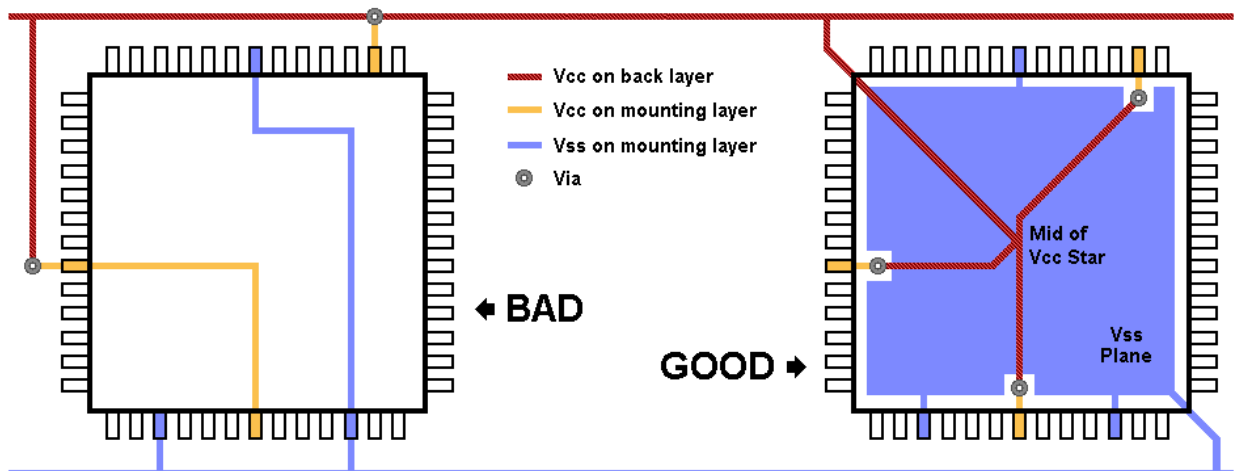 Vcc on back layer
Vcc on mounting layer
Vss on mounting layer
Via
BAD
GOOD
Mid of
Vcc Star
Vss
Plane